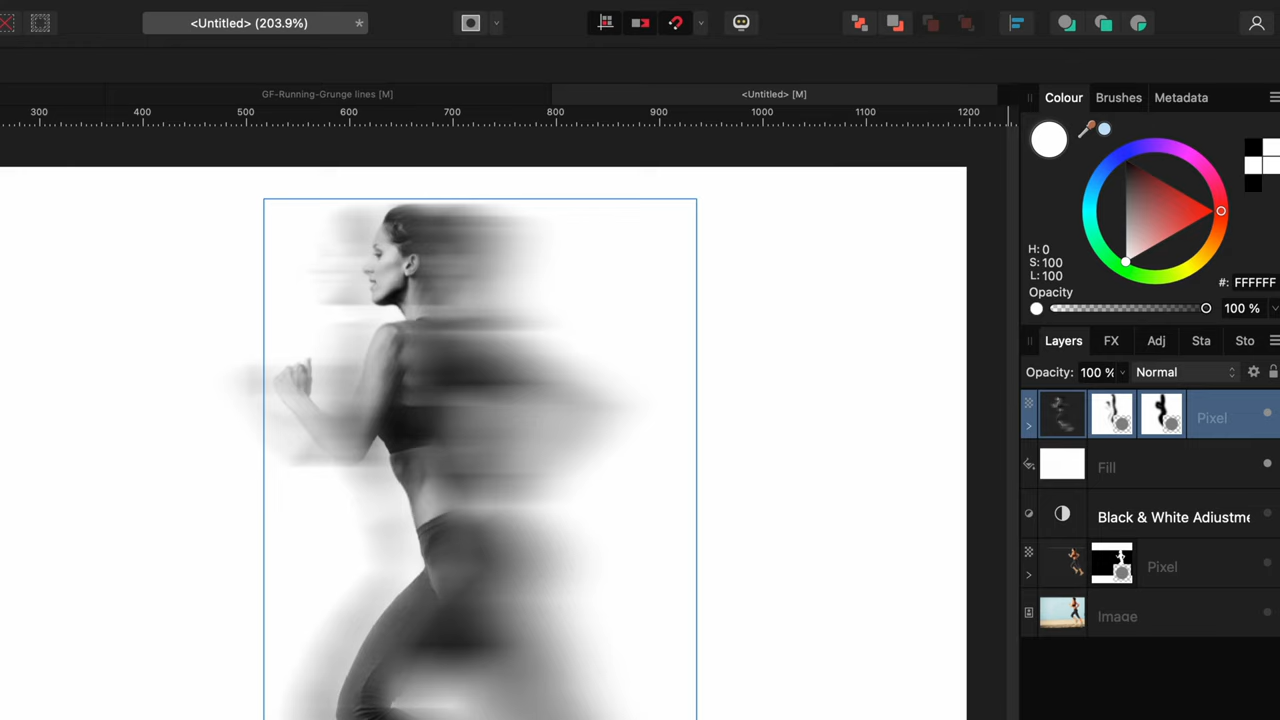 <Untitled> (203.9%) *
GF-Running-Grunge lines [M] <Untitled> [M]
300 400 500 600 700 800 900 1000 1100 1200
Colour Brushes Metadata
H: 0
S: 100
L: 100
#: FFFFFF
Opacity
100 %
Layers FX Adj Sta Sto
Opacity: 100 % Normal
Pixel
Fill
Black & White Adjustme
Pixel
Image